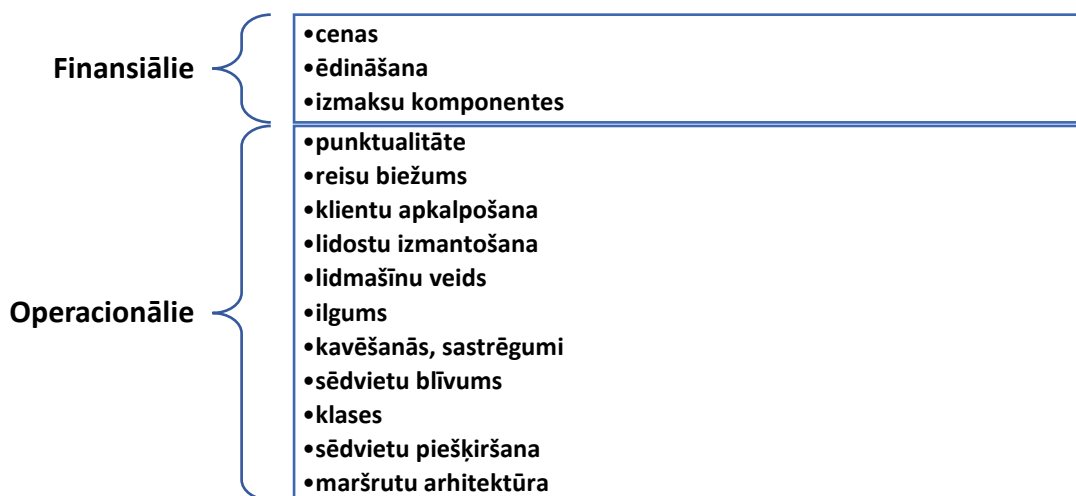 Finansiālie
•cenas
•ēdināšana
•izmaksu komponentes
Operacionālie
•punktualitāte
•reisu biežums
•klientu apkalpošana
•lidostu izmantošana
•lidmašīnu veids
•ilgums
•kavēšanās, sastrēgumi
•sēdvietu blīvums
•klases
•sēdvietu piešķiršana
•maršrutu arhitektūra